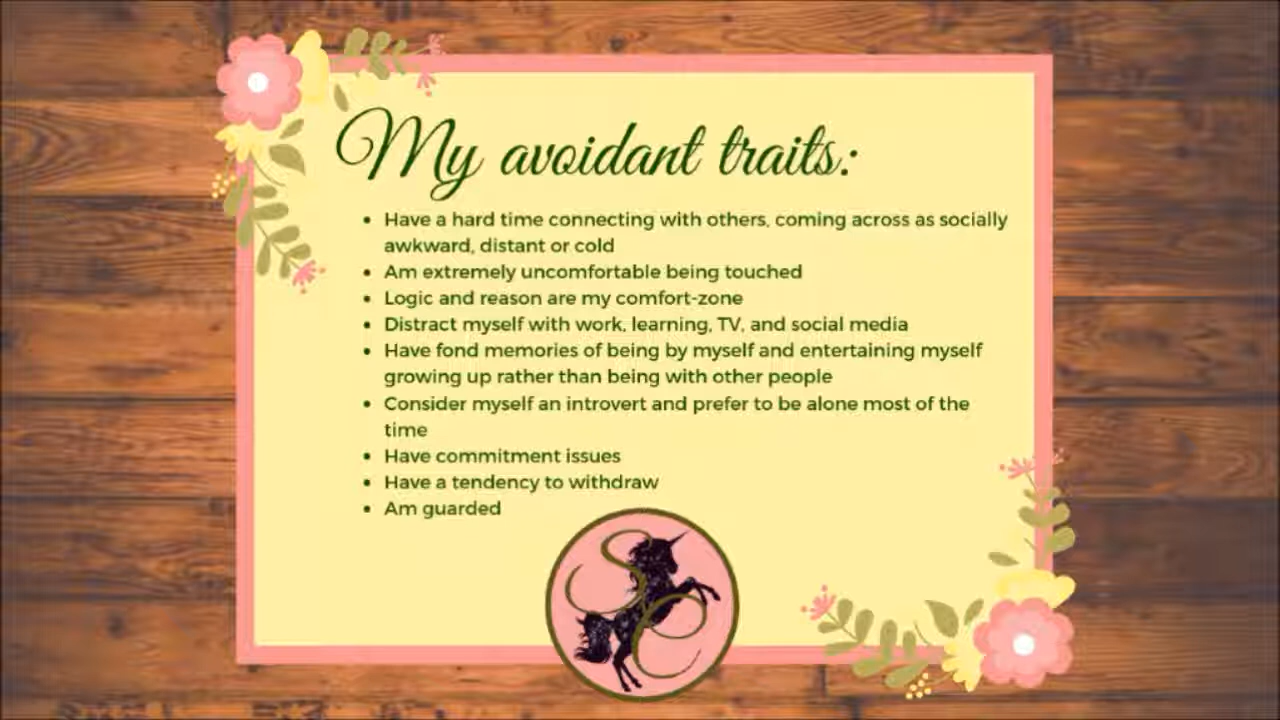 My avoidant traits:
• Have a hard time connecting with others, coming across as socially
awkward, distant or cold
• Am extremely uncomfortable being touched
• Logic and reason are my comfort-zone
• Distract myself with work, learning, TV, and social media
• Have fond memories of being by myself and entertaining myself
growing up rather than being with other people
• Consider myself an introvert and prefer to be alone most of the
time
• Have commitment issues
• Have a tendency to withdraw
• Am guarded